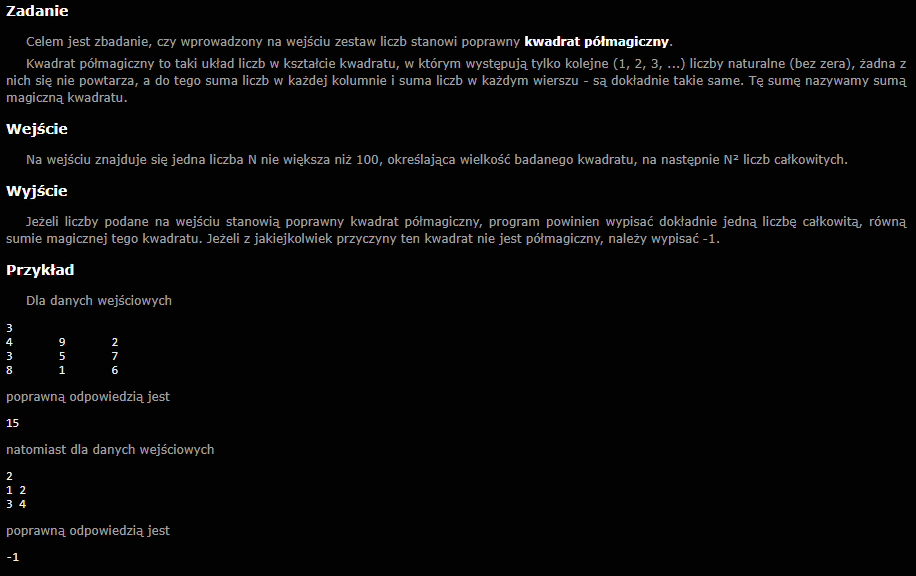 Zadanie
Celem jest zbadanie, czy wprowadzony na wejściu zestaw liczb stanowi poprawny kwadrat półmagiczny.
Kwadrat półmagiczny to taki układ liczb w kształcie kwadratu, w którym występują tylko kolejne (1, 2, 3, ...) liczby naturalne (bez zera), żadna z
nich się nie powtarza, a do tego suma liczb w każdej kolumnie i suma liczb w każdym wierszu - są dokładnie takie same. Tę sumę nazywamy sumą
magiczną kwadratu.
Wejście
Na wejściu znajduje się jedna liczba N nie większa niż 100, określająca wielkość badanego kwadratu, na następnie N² liczb całkowitych.
Wyjście
Jeżeli liczby podane na wejściu stanowią poprawny kwadrat półmagiczny, program powinien wypisać dokładnie jedną liczbę całkowitą, równą
sumie magicznej tego kwadratu. Jeżeli z jakiejkolwiek przyczyny ten kwadrat nie jest półmagiczny, należy wypisać -1.
Przykład
Dla danych wejściowych
3
4 9 2
3 5 7
8 1 6
poprawną odpowiedzią jest
15
natomiast dla danych wejściowych
2
1 2
3 4
poprawną odpowiedzią jest
-1